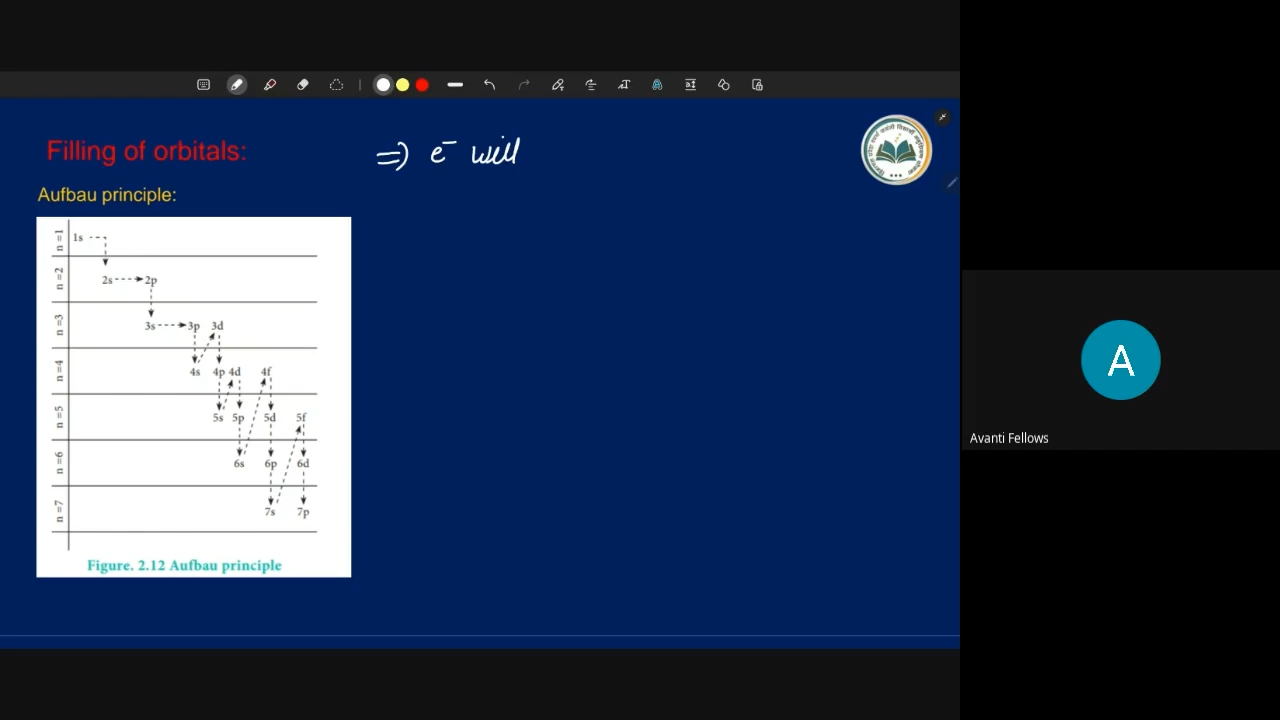 Filling of orbitals:
⇒ e⁻ will
Aufbau principle:
n =1
1s
n =2
2s 2p
n =3
3s 3p 3d
n =4
4s 4p 4d 4f
n =5
5s 5p 5d 5f
n =6
6s 6p 6d
n =7
7s 7p
Figure. 2.12 Aufbau principle
A
Avanti Fellows